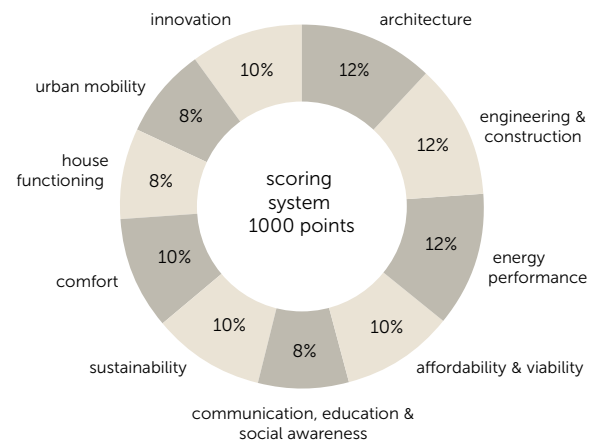 innovation
10%
architecture
12%
engineering &
construction
12%
energy
performance
12%
affordability & viability
10%
communication, education &
social awareness
8%
sustainability
10%
comfort
10%
house
functioning
8%
urban mobility
8%
scoring
system
1000 points